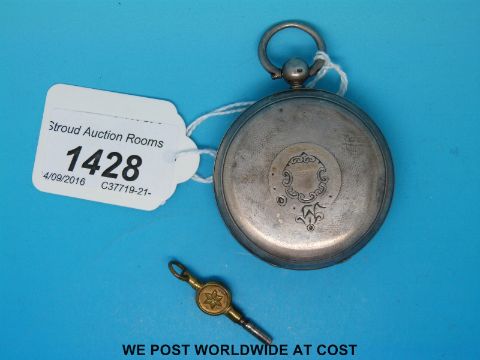 Stroud Auction Rooms
1428
4/09/2016 C37719-21-
WE POST WORLDWIDE AT COST